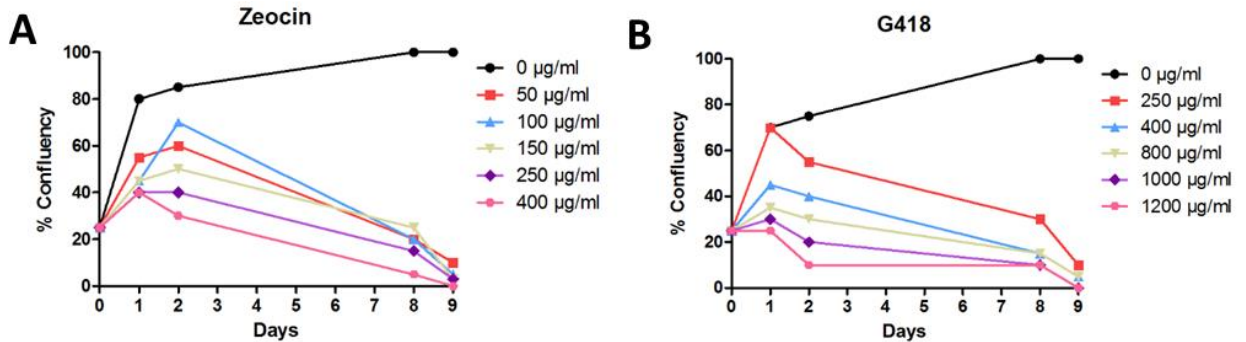 A
Zeocin
% Confluency
100
80
60
40
20
0
0 1 2 3 4 5 6 7 8 9
Days
0 µg/ml
50 µg/ml
100 µg/ml
150 µg/ml
250 µg/ml
400 µg/ml
B
G418
% Confluency
100
80
60
40
20
0
0 1 2 3 4 5 6 7 8 9
Days
0 µg/ml
250 µg/ml
400 µg/ml
800 µg/ml
1000 µg/ml
1200 µg/ml